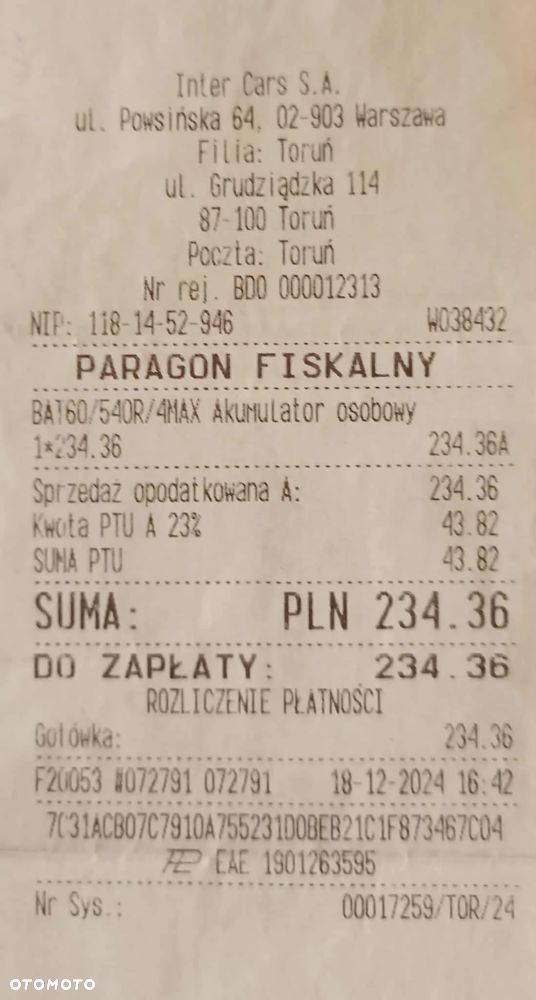 Inter Cars S.A.
ul. Powsińska 64, 02-903 Warszawa
Filia: Toruń
ul. Grudziądzka 114
87-100 Toruń
Poczta: Toruń
Nr rej. BDO 000012313
NIP: 118-14-52-946 W038432
PARAGON FISKALNY
BAT60/540R/4MAX Akumulator osobowy
1*234.36 234.36A
Sprzedaż opodatkowana A: 234.36
Kwota PTU A 23% 43.82
SUMA PTU 43.82
SUMA: PLN 234.36
DO ZAPŁATY: 234.36
ROZLICZENIE PŁATNOŚCI
Gotówka: 234.36
F20053 #072791 072791 18-12-2024 16:42
7C31ACB07C7910A755231D0BEB21C1F873467C04
EAE 1901263595
Nr Sys.: 00017259/TOR/24
OTOMOTO